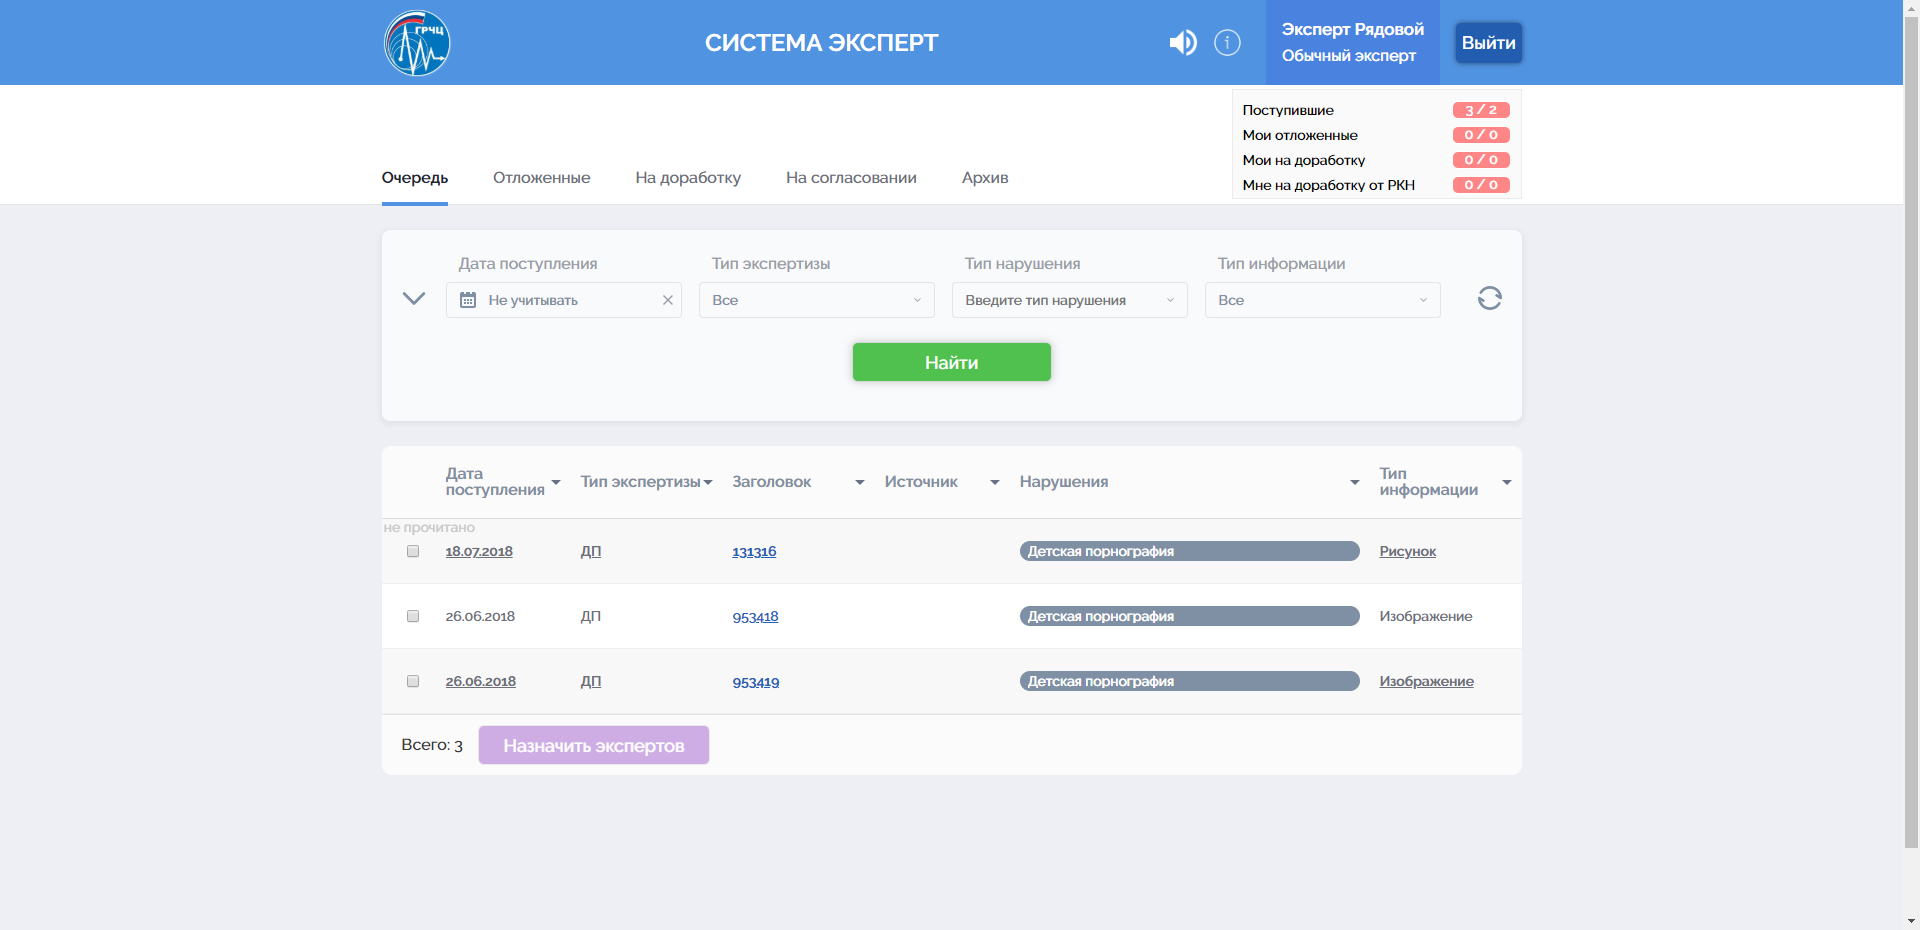 ГРЧЦ
СИСТЕМА ЭКСПЕРТ
Эксперт Рядовой
Обычный эксперт
Выйти
Поступившие 3 / 2
Мои отложенные 0 / 0
Мои на доработку 0 / 0
Мне на доработку от РКН 0 / 0
Очередь Отложенные На доработку На согласовании Архив
Дата поступления Тип экспертизы Тип нарушения Тип информации
Не учитывать Все Введите тип нарушения Все
Найти
Дата поступления Тип экспертизы Заголовок Источник Нарушения Тип информации
не прочитано
18.07.2018 ДП 131316 Детская порнография Рисунок
26.06.2018 ДП 953418 Детская порнография Изображение
26.06.2018 ДП 953419 Детская порнография Изображение
Всего: 3 Назначить экспертов